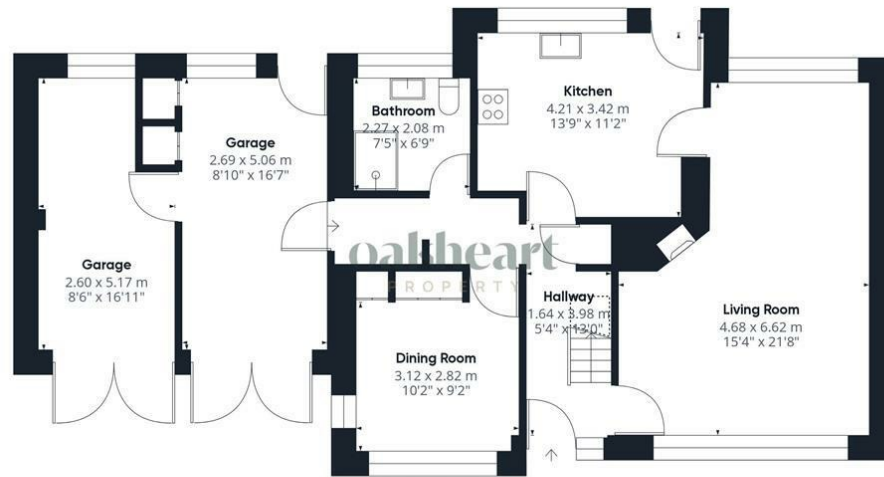 Kitchen
4.21 x 3.42 m
13'9" x 11'2"
Bathroom
2.27 x 2.08 m
7'5" x 6'9"
Garage
2.69 x 5.06 m
8'10" x 16'7"
Garage
2.60 x 5.17 m
8'6" x 16'11"
oakheart
PROPERTY
Hallway
1.64 x 3.98 m
5'4" x 13'0"
Living Room
4.68 x 6.62 m
15'4" x 21'8"
Dining Room
3.12 x 2.82 m
10'2" x 9'2"